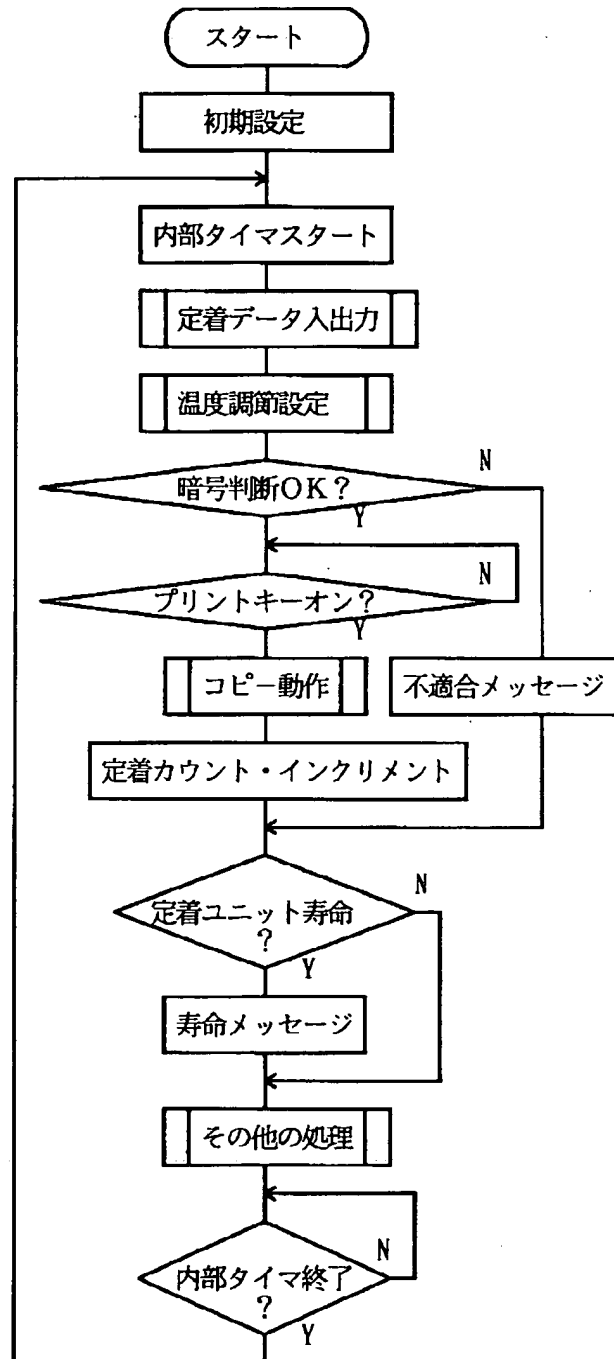 スタート
初期設定
内部タイマスタート
定着データ入出力
温度調節設定
暗号判断OK?
N
Y
プリントキーオン?
N
Y
コピー動作
不適合メッセージ
定着カウント・インクリメント
定着ユニット寿命
?
N
Y
寿命メッセージ
その他の処理
内部タイマ終了
?
N
Y